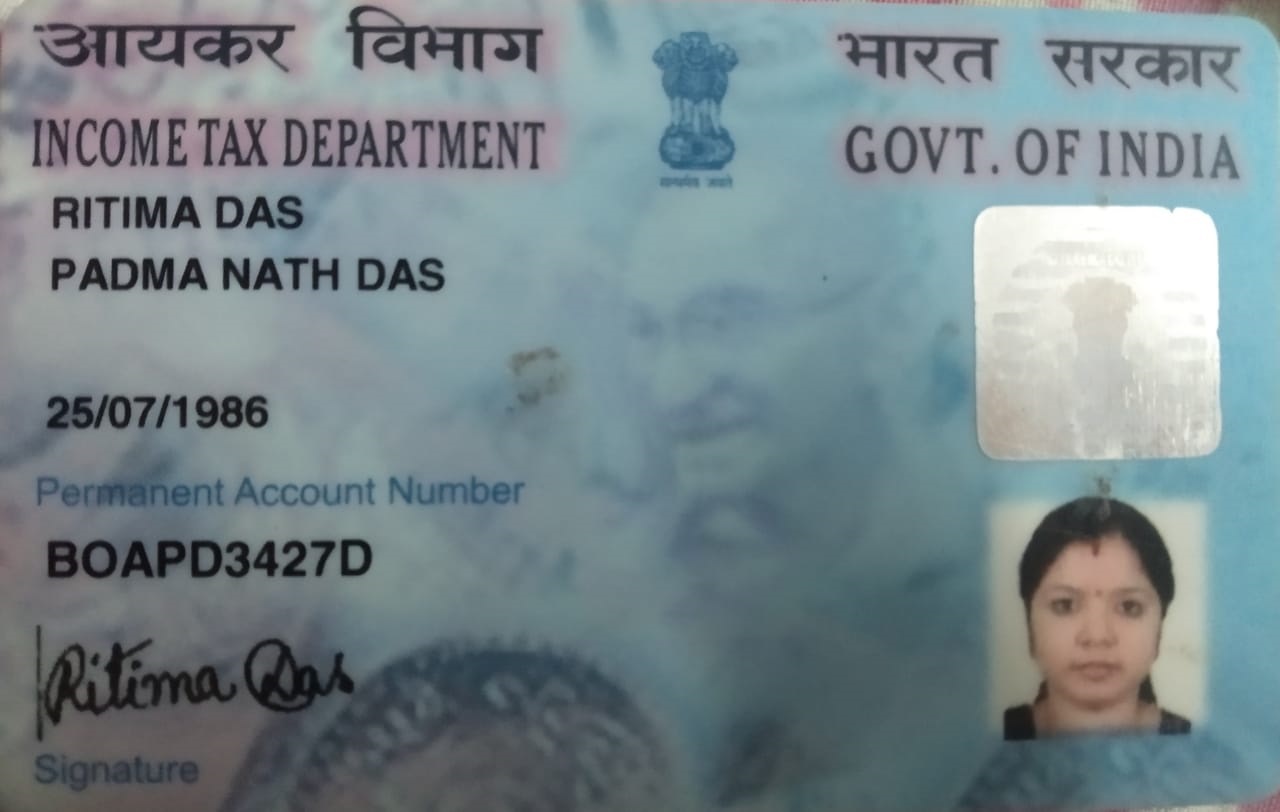 आयकर विभाग
भारत सरकार
INCOME TAX DEPARTMENT
GOVT. OF INDIA
सत्यमेव जयते
RITIMA DAS
PADMA NATH DAS
25/07/1986
Permanent Account Number
BOAPD3427D
Ritima Das
Signature